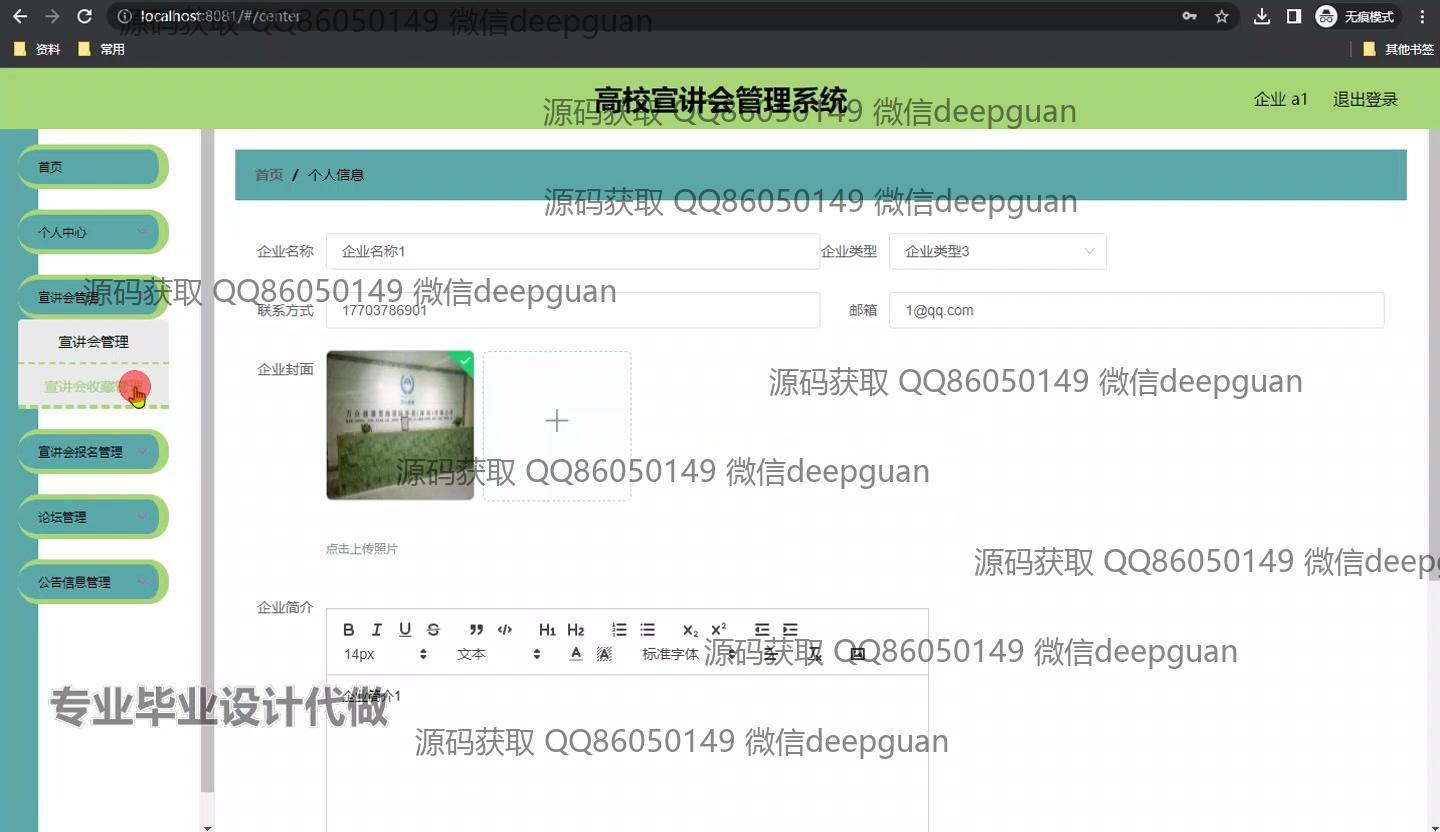 localhost:8081/#/center
无痕模式
源码获取 QQ86050149 微信deepguan
资料
常用
其他书签
高校宣讲会管理系统
企业 a1
退出登录
源码获取 QQ86050149 微信deepguan
首页
首页 / 个人信息
源码获取 QQ86050149 微信deepguan
个人中心
企业名称
企业名称1
企业类型
企业类型3
宣讲会管理
源码获取 QQ86050149 微信deepguan
联系方式
17703786901
邮箱
1@qq.com
宣讲会管理
宣讲会收藏管理
企业封面
源码获取 QQ86050149 微信deepguan
宣讲会报名管理
源码获取 QQ86050149 微信deepguan
论坛管理
点击上传照片
源码获取 QQ86050149 微信deep
公告信息管理
企业简介
B I U S H1 H2 X2 X2
14px
文本
A A
标准字体
源码获取 QQ86050149 微信deepguan
企业简介1
专业毕业设计代做
源码获取 QQ86050149 微信deepguan